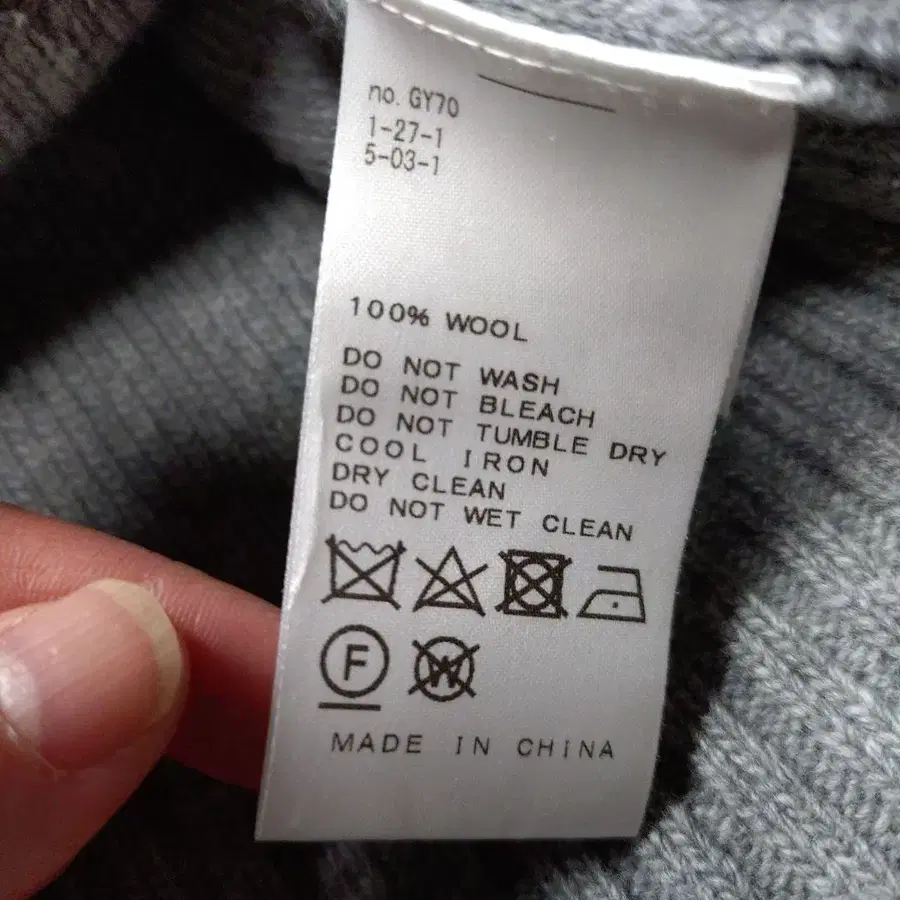 no. GY70
1-27-1
5-03-1
100% WOOL
DO NOT WASH
DO NOT BLEACH
DO NOT TUMBLE DRY
COOL IRON
DRY CLEAN
DO NOT WET CLEAN
F W
MADE IN CHINA